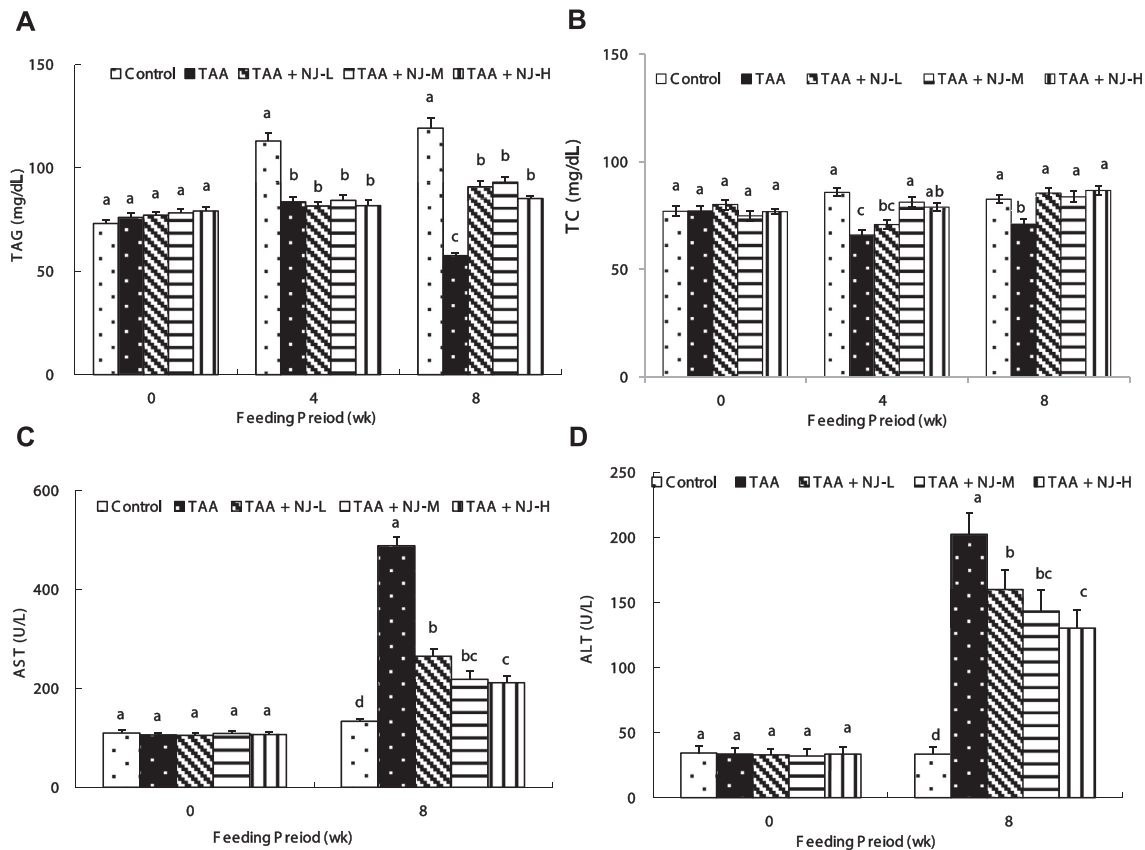 A
150
Control TAA TAA + NJ-L TAA + NJ-M TAA + NJ-H
a a
a b b
100 b b b b b
a a a a a
TAG (mg/dL)
c
50
0
0 4 8
Feeding Preiod (wk)
B
150
Control TAA TAA + NJ-L TAA + NJ-M TAA + NJ-H
100
a a a a a a c bc a ab a b a a a
TC (mg/dL)
50
0
0 4 8
Feeding Preiod (wk)
C
600
Control TAA TAA + NJ-L TAA + NJ-M TAA + NJ-H
a
400
AST (U/L)
b
bc c
200
a a a a a d
0
0 8
Feeding Preiod (wk)
D
250
Control TAA TAA + NJ-L TAA + NJ-M TAA + NJ-H
a
200
b
bc
c
150
ALT (U/L)
100
50
a a a a a d
0
0 8
Feeding Preiod (wk)